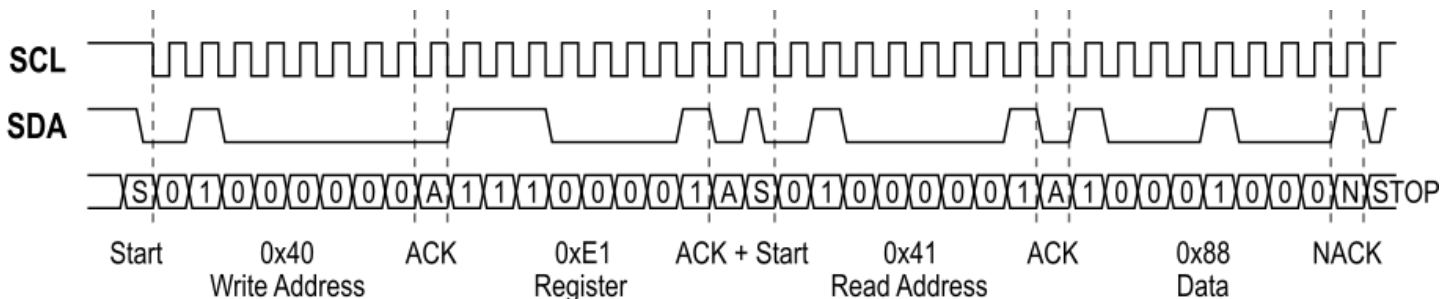 SCL
SDA
S 0 1 0 0 0 0 0 0 A 1 1 1 0 0 0 0 1 A S 0 1 0 0 0 0 0 1 A 1 0 0 0 1 0 0 0 N STOP
Start 0x40 ACK 0xE1 ACK + Start 0x41 ACK 0x88 NACK
Write Address Register Read Address Data